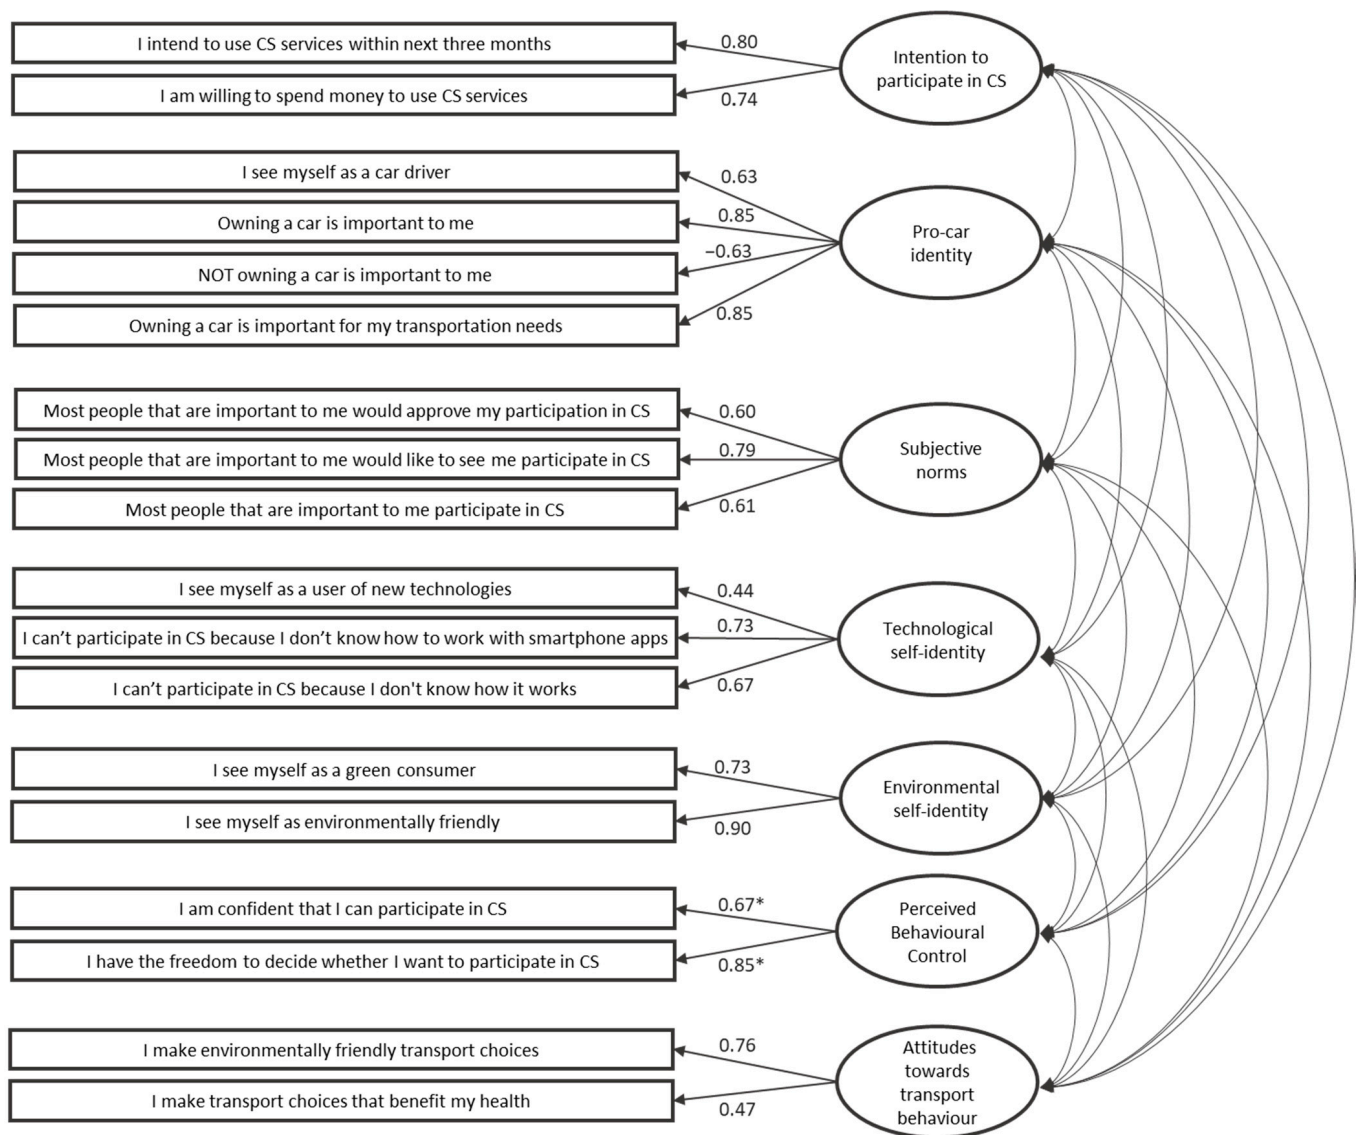 I intend to use CS services within next three months
0.80
I am willing to spend money to use CS services
0.74
Intention to
participate in CS
I see myself as a car driver
0.63
Owning a car is important to me
0.85
NOT owning a car is important to me
–0.63
Owning a car is important for my transportation needs
0.85
Pro-car
identity
Most people that are important to me would approve my participation in CS
0.60
Most people that are important to me would like to see me participate in CS
0.79
Most people that are important to me participate in CS
0.61
Subjective
norms
I see myself as a user of new technologies
0.44
I can’t participate in CS because I don’t know how to work with smartphone apps
0.73
I can’t participate in CS because I don't know how it works
0.67
Technological
self-identity
I see myself as a green consumer
0.73
I see myself as environmentally friendly
0.90
Environmental
self-identity
I am confident that I can participate in CS
0.67*
I have the freedom to decide whether I want to participate in CS
0.85*
Perceived
Behavioural
Control
I make environmentally friendly transport choices
0.76
I make transport choices that benefit my health
0.47
Attitudes
towards
transport
behaviour